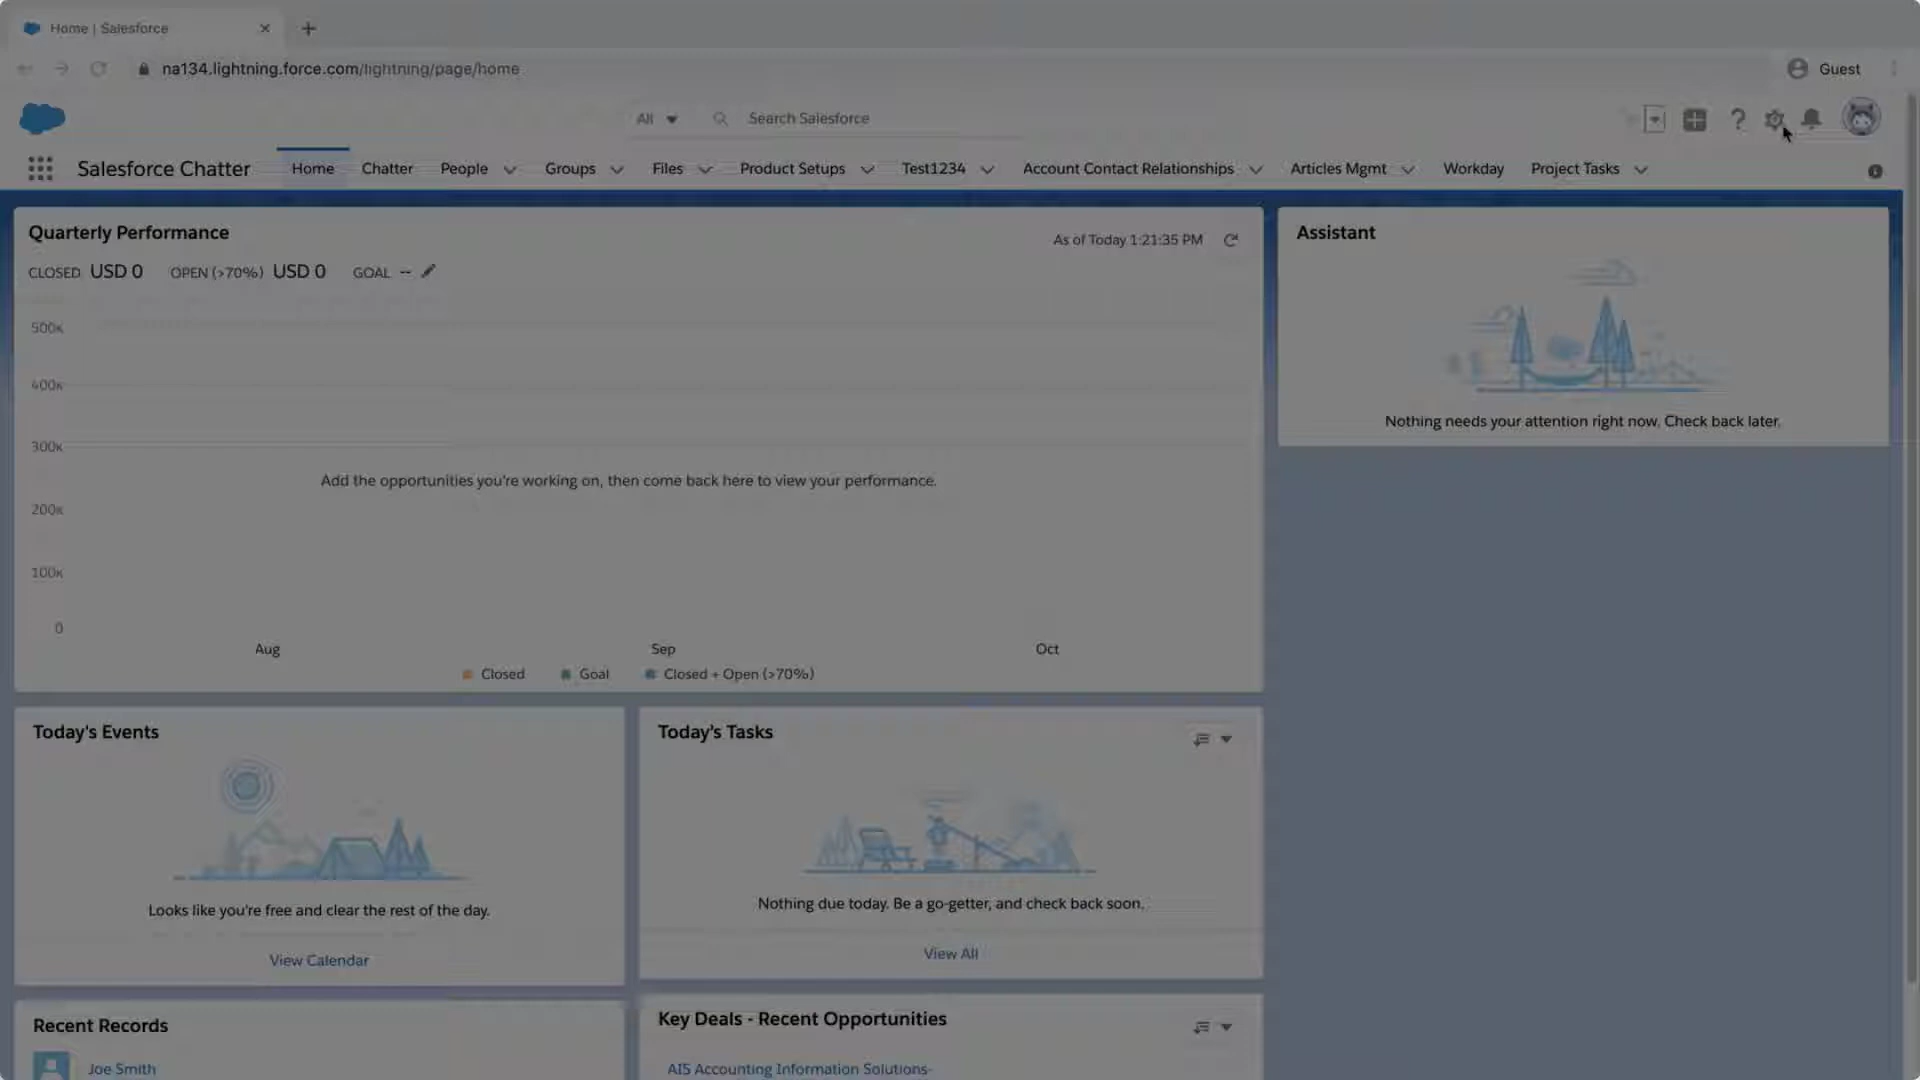 Home | Salesforce
na134.lightning.force.com/lightning/page/home
Guest
All
Search Salesforce
Salesforce Chatter
Home
Chatter
People
Groups
Files
Product Setups
Test1234
Account Contact Relationships
Articles Mgmt
Workday
Project Tasks
Quarterly Performance
As of Today 1:21:35 PM
CLOSED USD 0 OPEN (>70%) USD 0 GOAL --
500K
400K
300K
200K
100K
0
Add the opportunities you're working on, then come back here to view your performance.
Aug
Sep
Oct
Closed
Goal
Closed + Open (>70%)
Assistant
Nothing needs your attention right now. Check back later.
Today's Events
Looks like you're free and clear the rest of the day.
View Calendar
Today's Tasks
Nothing due today. Be a go-getter, and check back soon.
View All
Recent Records
Joe Smith
Key Deals - Recent Opportunities
AIS Accounting Information Solutions-